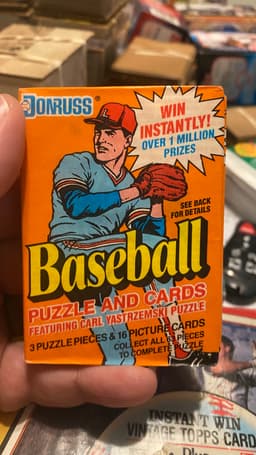 DONRUSS
WIN
INSTANTLY!
OVER 1 MILLION
PRIZES
SEE BACK
FOR DETAILS
Baseball
PUZZLE AND CARDS
FEATURING CARL YASTRZEMSKI PUZZLE
3 PUZZLE PIECES & 16 PICTURE CARDS
COLLECT ALL 63 PIECES
TO COMPLETE PUZZLE
INSTANT WIN
VINTAGE TOPPS CARD
Plus